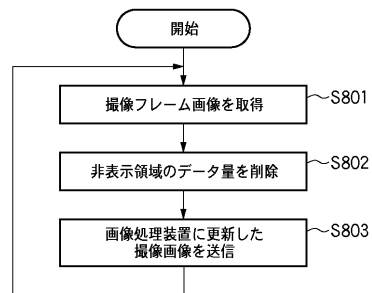 開始
撮像フレーム画像を取得
S801
非表示領域のデータ量を削除
S802
画像処理装置に更新した
撮像画像を送信
S803